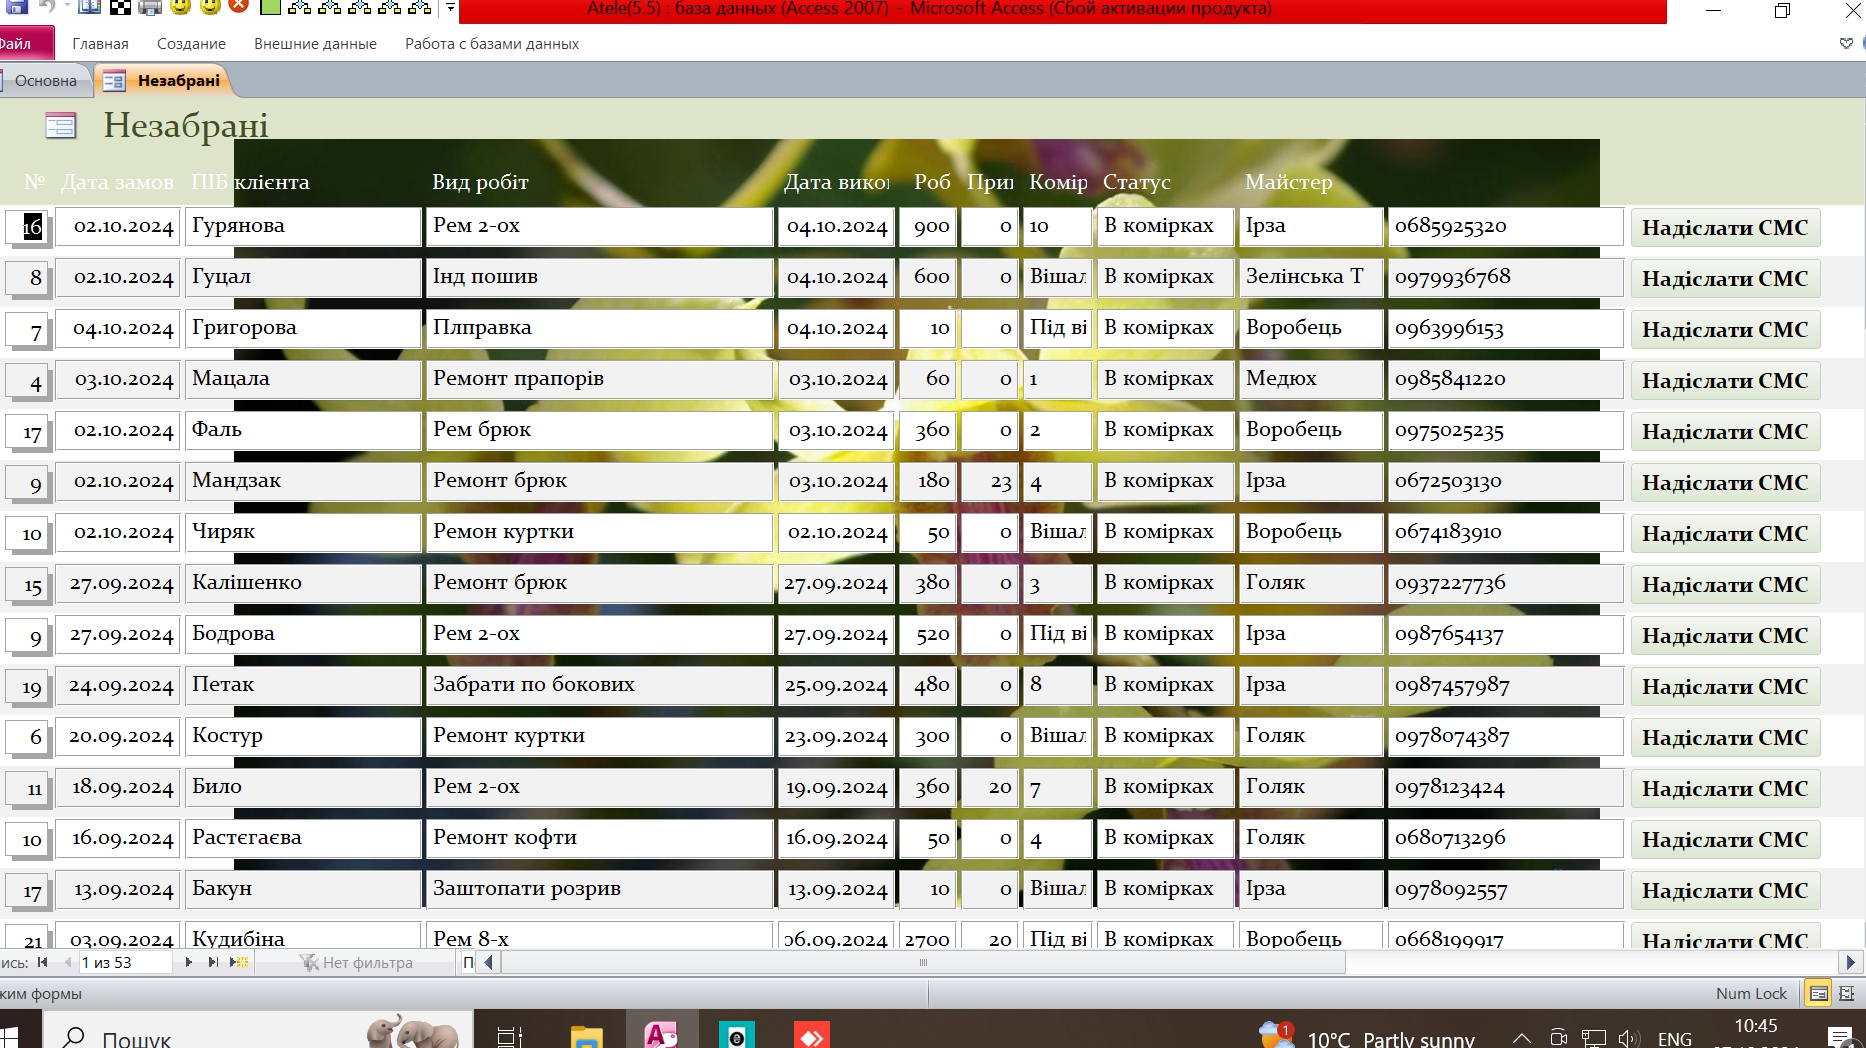 Atele(5.5) : база данных (Access 2007) - Microsoft Access (Сбой активации продукта)
Файл Главная Создание Внешние данные Работа с базами данных
Основна Незабрані
Незабрані
№ Дата замов ПІБ клієнта Вид робіт Дата вико Роб При Комір Статус Майстер
16 02.10.2024 Гурянова Рем 2-ох 04.10.2024 900 0 10 В комірках Ірза 0685925320 Надіслати СМС
8 02.10.2024 Гуцал Інд пошив 04.10.2024 600 0 Вішал В комірках Зелінська Т 0979936768 Надіслати СМС
7 04.10.2024 Григорова Плправка 04.10.2024 10 0 Під ві В комірках Воробець 0963996153 Надіслати СМС
4 03.10.2024 Мацала Ремонт прапорів 03.10.2024 60 0 1 В комірках Медюх 0985841220 Надіслати СМС
17 02.10.2024 Фаль Рем брюк 03.10.2024 360 0 2 В комірках Воробець 0975025235 Надіслати СМС
9 02.10.2024 Мандзак Ремонт брюк 03.10.2024 180 23 4 В комірках Ірза 0672503130 Надіслати СМС
10 02.10.2024 Чиряк Ремон куртки 02.10.2024 50 0 Вішал В комірках Воробець 0674183910 Надіслати СМС
15 27.09.2024 Калішенко Ремонт брюк 27.09.2024 380 0 3 В комірках Голяк 0937227736 Надіслати СМС
9 27.09.2024 Бодрова Рем 2-ох 27.09.2024 520 0 Під ві В комірках Ірза 0987654137 Надіслати СМС
19 24.09.2024 Петак Забрати по бокових 25.09.2024 480 0 8 В комірках Ірза 0987457987 Надіслати СМС
6 20.09.2024 Костур Ремонт куртки 23.09.2024 300 0 Вішал В комірках Голяк 0978074387 Надіслати СМС
11 18.09.2024 Било Рем 2-ох 19.09.2024 360 20 7 В комірках Голяк 0978123424 Надіслати СМС
10 16.09.2024 Растєгаєва Ремонт кофти 16.09.2024 50 0 4 В комірках Голяк 0680713296 Надіслати СМС
17 13.09.2024 Бакун Заштопати розрив 13.09.2024 10 0 Вішал В комірках Ірза 0978092557 Надіслати СМС
21 03.09.2024 Кудибіна Рем 8-х 06.09.2024 2700 20 Під ві В комірках Воробець 0668199917 Надіслати СМС
ись: 1 из 53 Нет фильтра П
ким формы Num Lock
Пошук 1 10°C Partly sunny ENG 10:45